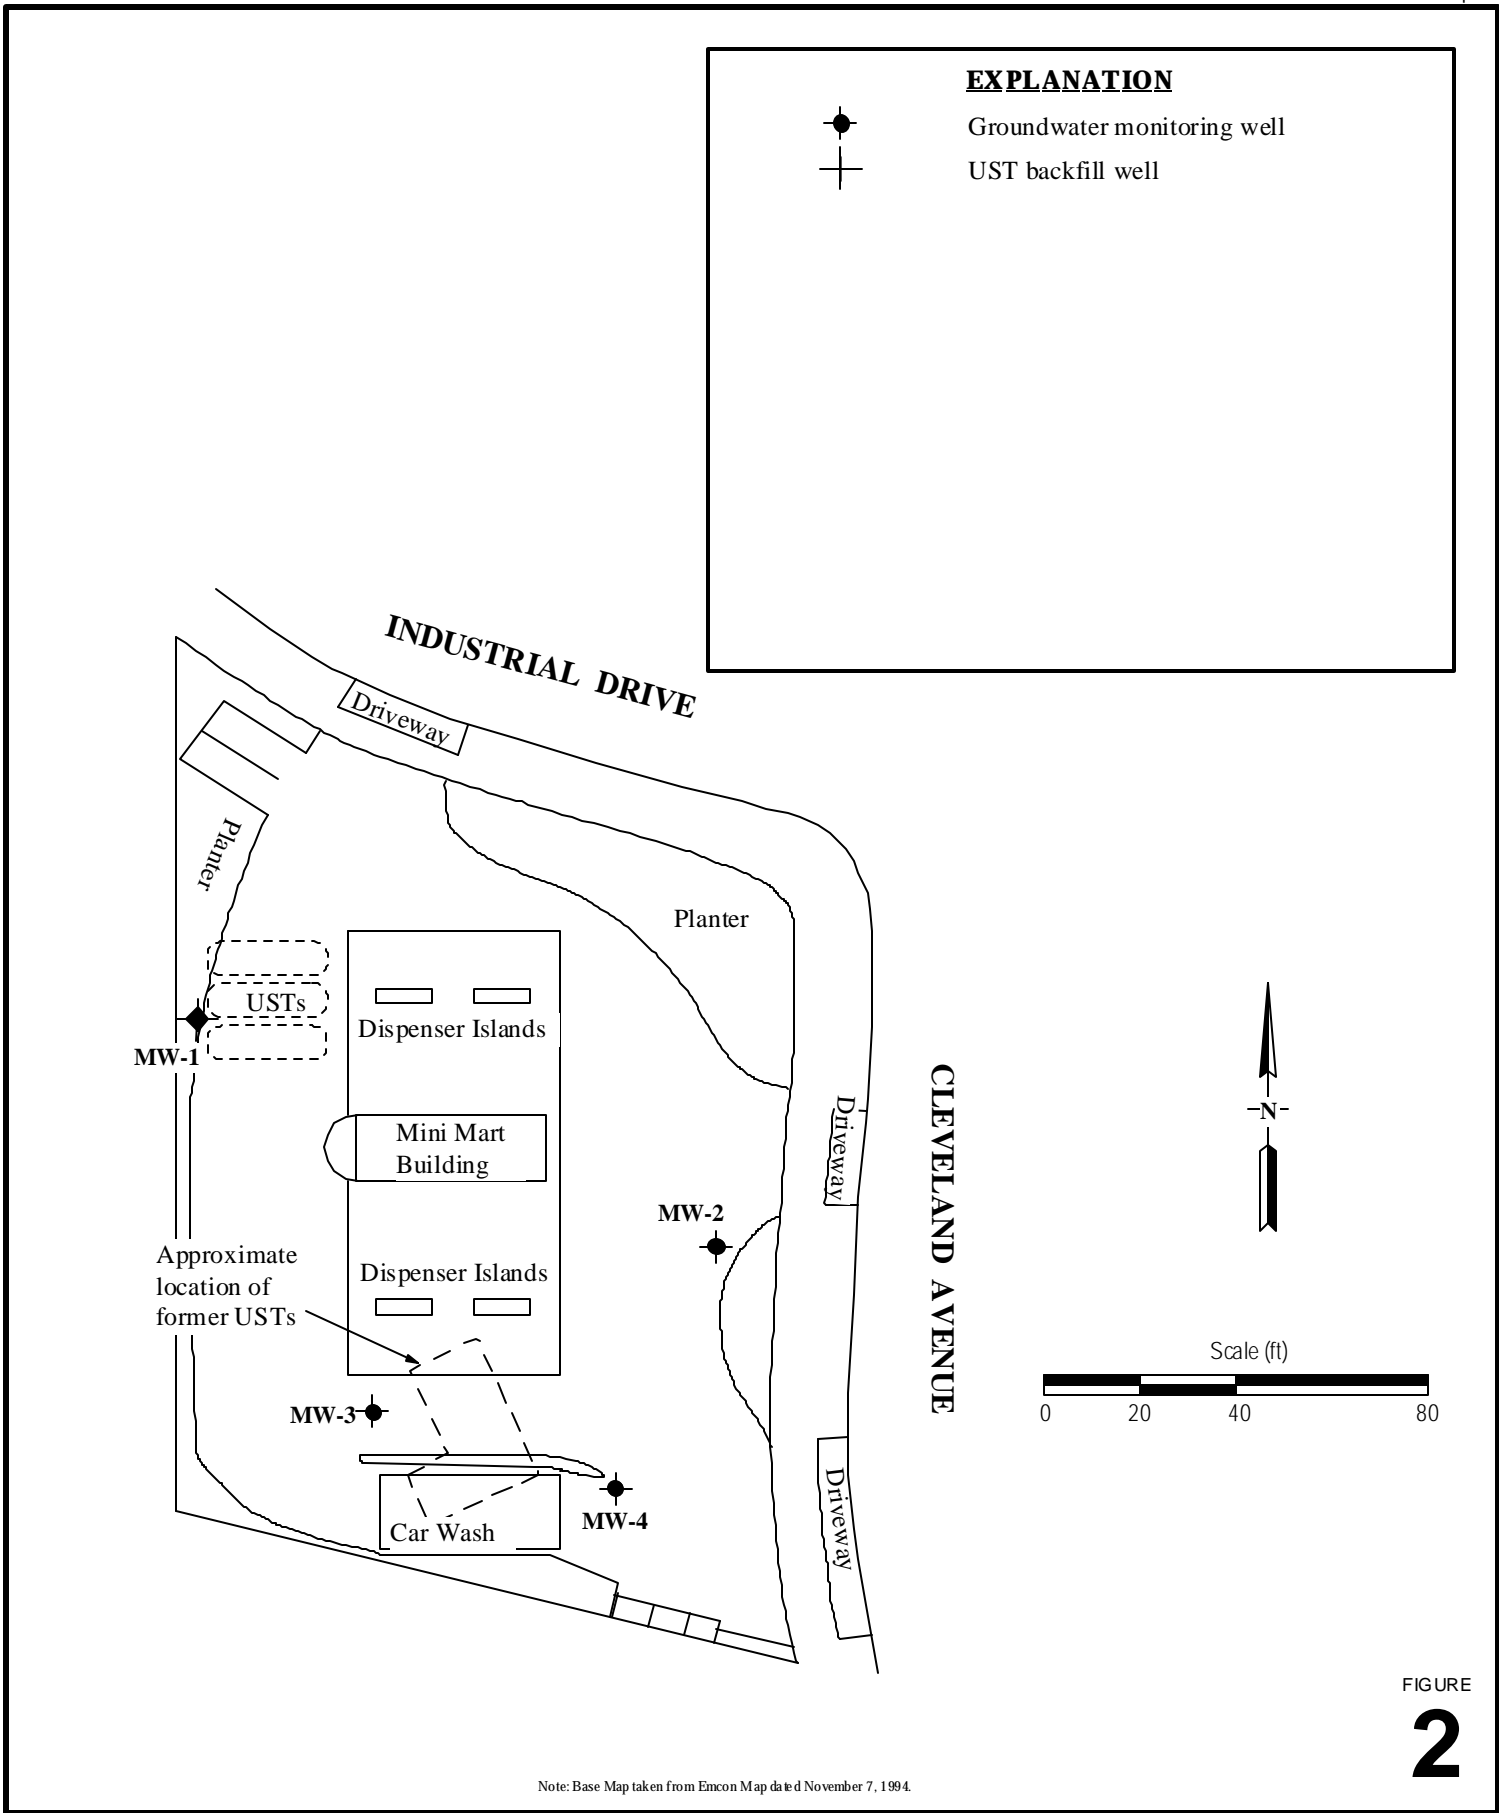 EXPLANATION
Groundwater monitoring well
UST backfill well
INDUSTRIAL DRIVE
Driveway
Planter
Planter
USTs
Dispenser Islands
MW-1
CLEVELAND AVENUE
Driveway
-N-
Mini Mart
Building
MW-2
Approximate
location of
former USTs
Dispenser Islands
Scale (ft)
0 20 40 80
MW-3
Driveway
MW-4
Car Wash
FIGURE
2
Note: Base Map taken from Emcon Map dated November 7, 1994.